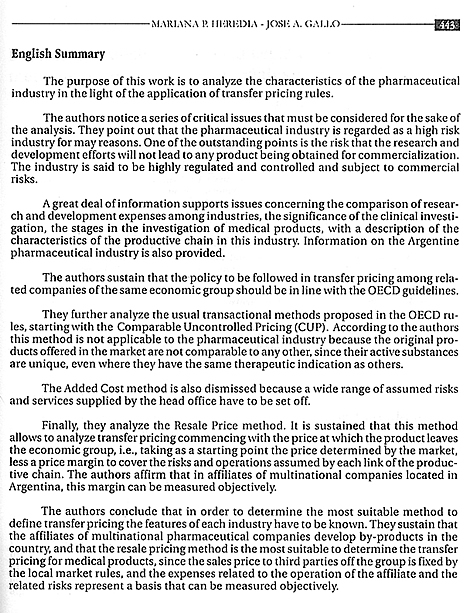 MARIANA P. HEREDIA - JOSE A. GALLO
443
English Summary
The purpose of this work is to analyze the characteristics of the pharmaceutical
industry in the light of the application of transfer pricing rules.
The authors notice a series of critical issues that must be considered for the sake of
the analysis. They point out that the pharmaceutical industry is regarded as a high risk
industry for may reasons. One of the outstanding points is the risk that the research and
development efforts will not lead to any product being obtained for commercialization.
The industry is said to be highly regulated and controlled and subject to commercial
risks.
A great deal of information supports issues concerning the comparison of resear-
ch and development expenses among industries, the significance of the clinical investi-
gation, the stages in the investigation of medical products, with a description of the
characteristics of the productive chain in this industry. Information on the Argentine
pharmaceutical industry is also provided.
The authors sustain that the policy to be followed in transfer pricing among rela-
ted companies of the same economic group should be in line with the OECD guidelines.
They further analyze the usual transactional methods proposed in the OECD ru-
les, starting with the Comparable Uncontrolled Pricing (CUP). According to the authors
this method is not applicable to the pharmaceutical industry because the original pro-
ducts offered in the market are not comparable to any other, since their active substances
are unique, even where they have the same therapeutic indication as others.
The Added Cost method is also dismissed because a wide range of assumed risks
and services supplied by the head office have to be set off.
Finally, they analyze the Resale Price method. It is sustained that this method
allows to analyze transfer pricing commencing with the price at which the product leaves
the economic group, i.e., taking as a starting point the price determined by the market,
less a price margin to cover the risks and operations assumed by each link of the produc-
tive chain. The authors affirm that in affiliates of multinational companies located in
Argentina, this margin can be measured objectively.
The authors conclude that in order to determine the most suitable method to
define transfer pricing the features of each industry have to be known. They sustain that
the affiliates of multinational pharmaceutical companies develop by-products in the
country, and that the resale pricing method is the most suitable to determine the transfer
pricing for medical products, since the sales price to third parties off the group is fixed by
the local market rules, and the expenses related to the operation of the affiliate and the
related risks represent a basis that can be measured objectively.